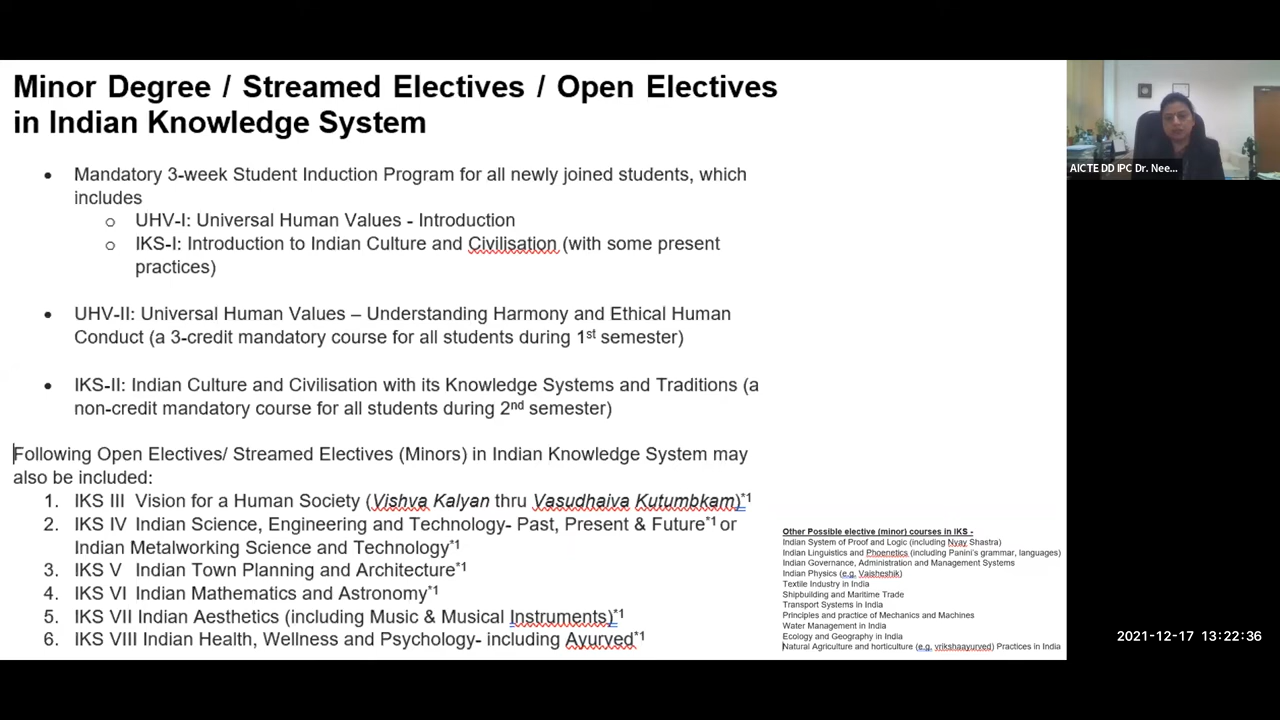 Minor Degree / Streamed Electives / Open Electives
in Indian Knowledge System
• Mandatory 3-week Student Induction Program for all newly joined students, which
includes
o UHV-I: Universal Human Values - Introduction
o IKS-I: Introduction to Indian Culture and Civilisation (with some present
practices)
• UHV-II: Universal Human Values – Understanding Harmony and Ethical Human
Conduct (a 3-credit mandatory course for all students during 1st semester)
• IKS-II: Indian Culture and Civilisation with its Knowledge Systems and Traditions (a
non-credit mandatory course for all students during 2nd semester)
Following Open Electives/ Streamed Electives (Minors) in Indian Knowledge System may
also be included:
1. IKS III Vision for a Human Society (Vishva Kalyan thru Vasudhaiva Kutumbkam)*1
2. IKS IV Indian Science, Engineering and Technology- Past, Present & Future*1 or
Indian Metalworking Science and Technology*1
3. IKS V Indian Town Planning and Architecture*1
4. IKS VI Indian Mathematics and Astronomy*1
5. IKS VII Indian Aesthetics (including Music & Musical Instruments)*1
6. IKS VIII Indian Health, Wellness and Psychology- including Ayurved*1
Other Possible elective (minor) courses in IKS -
Indian System of Proof and Logic (including Nyay Shastra)
Indian Linguistics and Phoenetics (including Panini's grammar, languages)
Indian Governance, Administration and Management Systems
Indian Physics (e.g. Vaisheshik)
Textile Industry in India
Shipbuilding and Maritime Trade
Transport Systems in India
Principles and practice of Mechanics and Machines
Water Management in India
Ecology and Geography in India
Natural Agriculture and horticulture (e.g. vrikshaayurved) Practices in India
AICTE DD IPC Dr. Nee...
2021-12-17 13:22:36